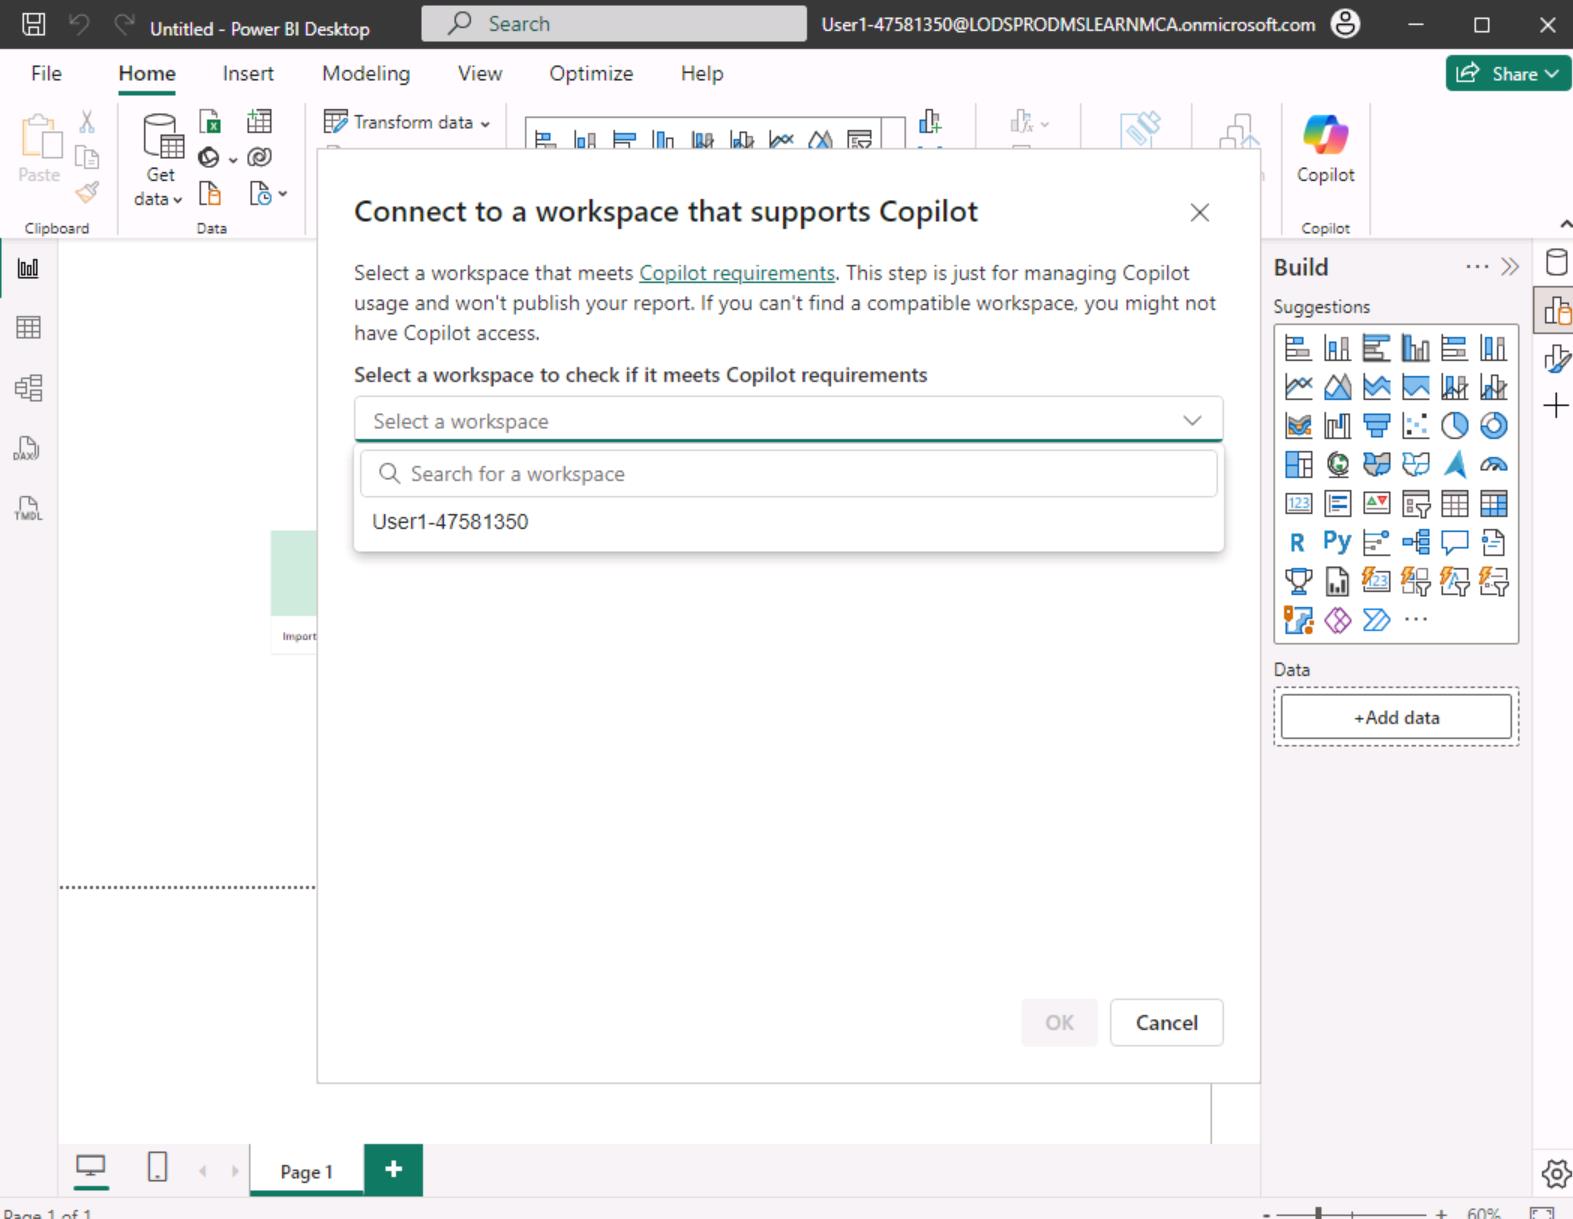 Untitled - Power BI Desktop
Search
User1-47581350@LODSPRODMSLEARNMCA.onmicrosoft.com
File
Home
Insert
Modeling
View
Optimize
Help
Share
Paste
Clipboard
Get
data
Data
Transform data
Copilot
Copilot
Connect to a workspace that supports Copilot
Select a workspace that meets Copilot requirements. This step is just for managing Copilot
usage and won't publish your report. If you can't find a compatible workspace, you might not
have Copilot access.
Select a workspace to check if it meets Copilot requirements
Select a workspace
Search for a workspace
User1-47581350
OK
Cancel
Build
Suggestions
123
R
Py
123
Data
+Add data
DAX
TMDL
Import
Page 1
Page 1 of 1
60%